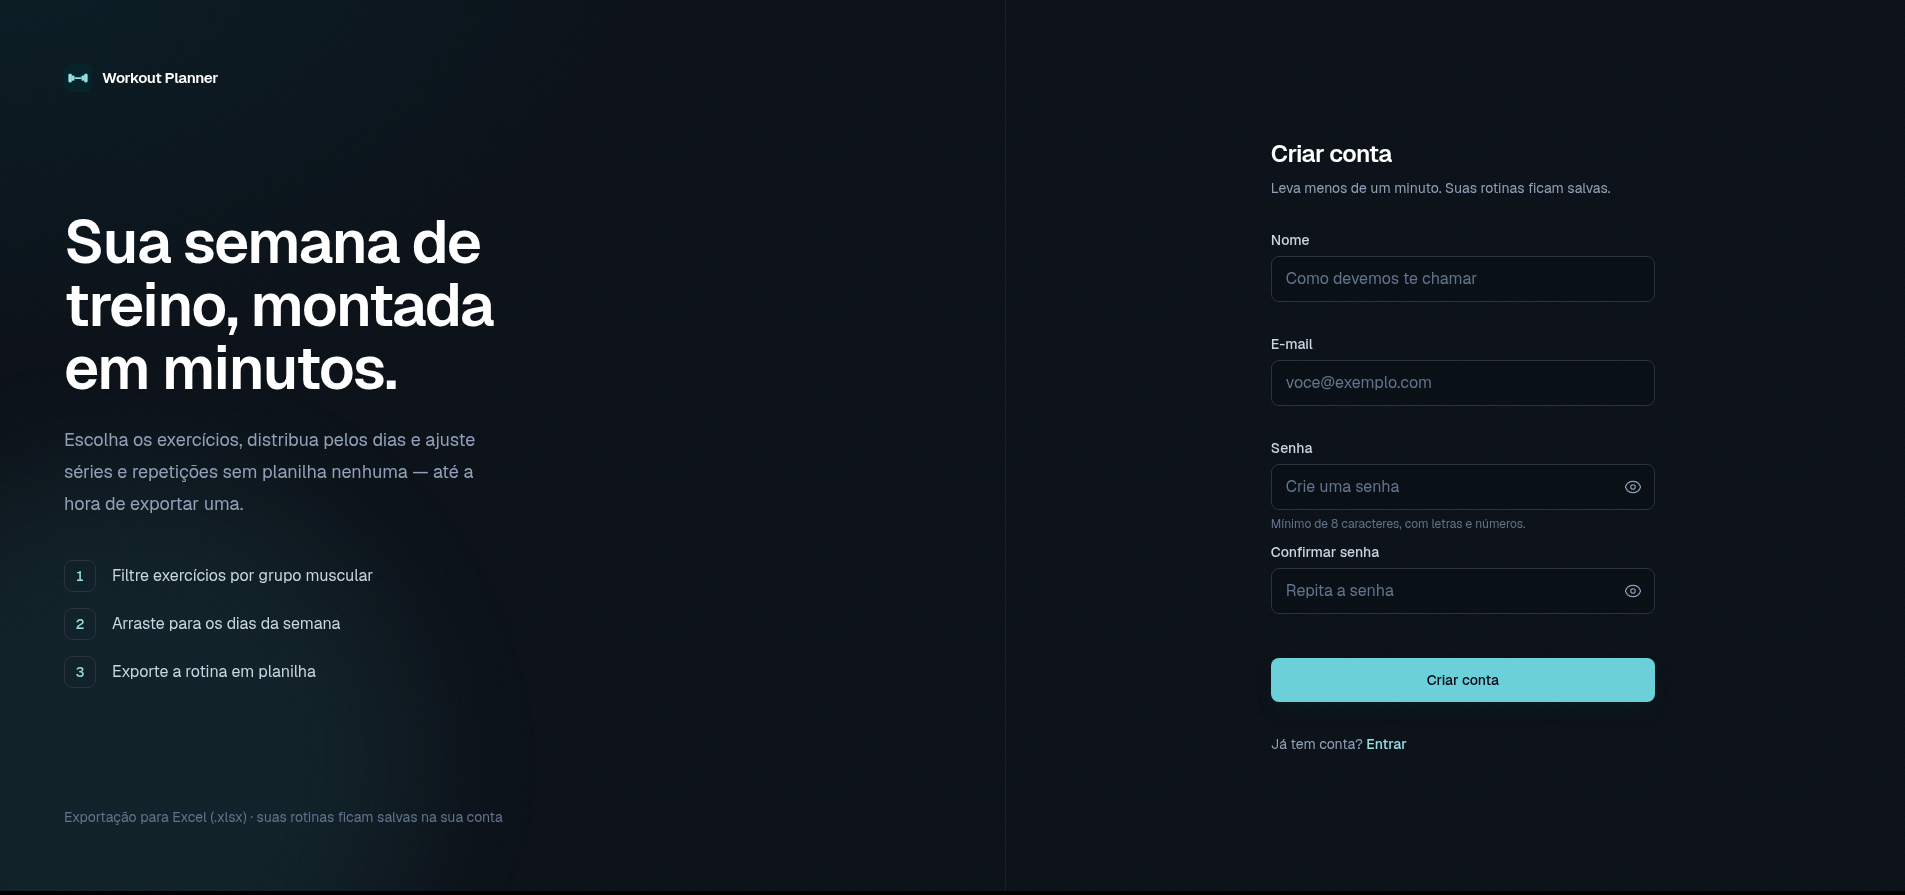 Workout Planner
Sua semana de
treino, montada
em minutos.
Escolha os exercícios, distribua pelos dias e ajuste
séries e repetições sem planilha nenhuma — até a
hora de exportar uma.
1 Filtre exercícios por grupo muscular
2 Arraste para os dias da semana
3 Exporte a rotina em planilha
Exportação para Excel (.xlsx) · suas rotinas ficam salvas na sua conta
Criar conta
Leva menos de um minuto. Suas rotinas ficam salvas.
Nome
Como devemos te chamar
E-mail
voce@exemplo.com
Senha
Crie uma senha
Mínimo de 8 caracteres, com letras e números.
Confirmar senha
Repita a senha
Criar conta
Já tem conta? Entrar